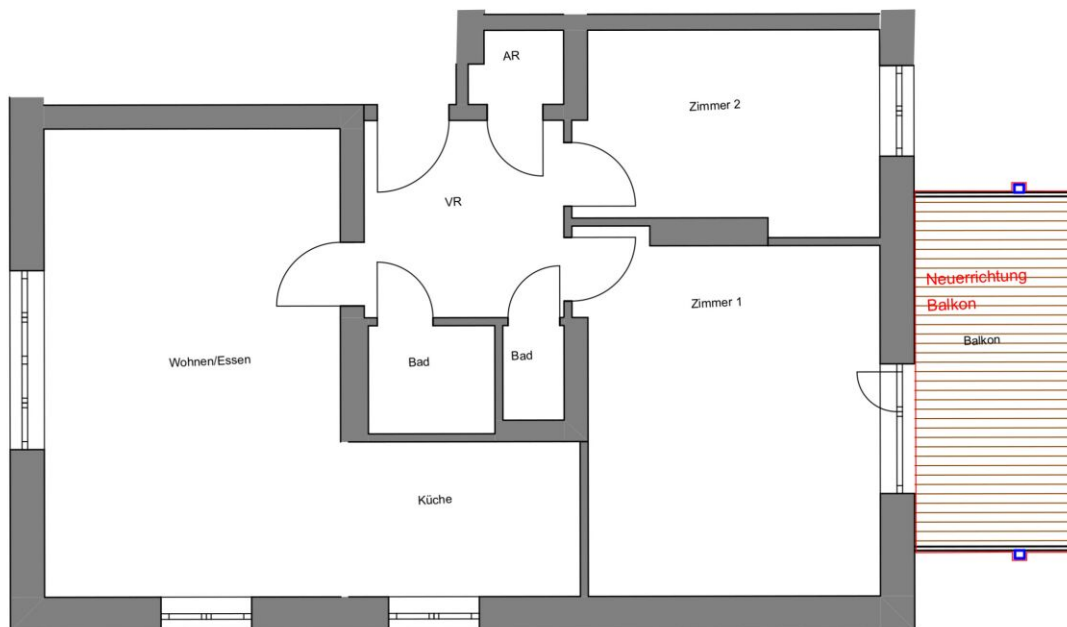 AR
Zimmer 2
VR
Neuerrichtung
Balkon
Zimmer 1
Balkon
Wohnen/Essen
Bad
Bad
Küche